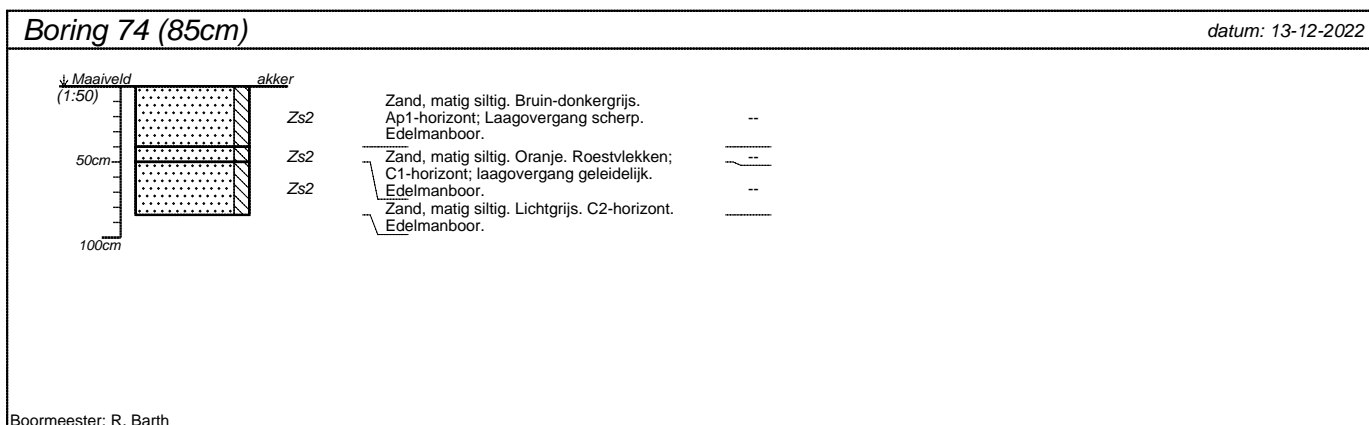 Boring 74 (85cm)
datum: 13-12-2022
Maaiveld
akker
(1:50)
Zs2
Zand, matig siltig. Bruin-donkergrijs.
Ap1-horizont; Laagovergang scherp.
Edelmanboor.
--
50cm
Zs2
Zand, matig siltig. Oranje. Roestvlekken;
C1-horizont; laagovergang geleidelijk.
Edelmanboor.
--
Zs2
Zand, matig siltig. Lichtgrijs. C2-horizont.
Edelmanboor.
--
100cm
Boormeester: R. Barth